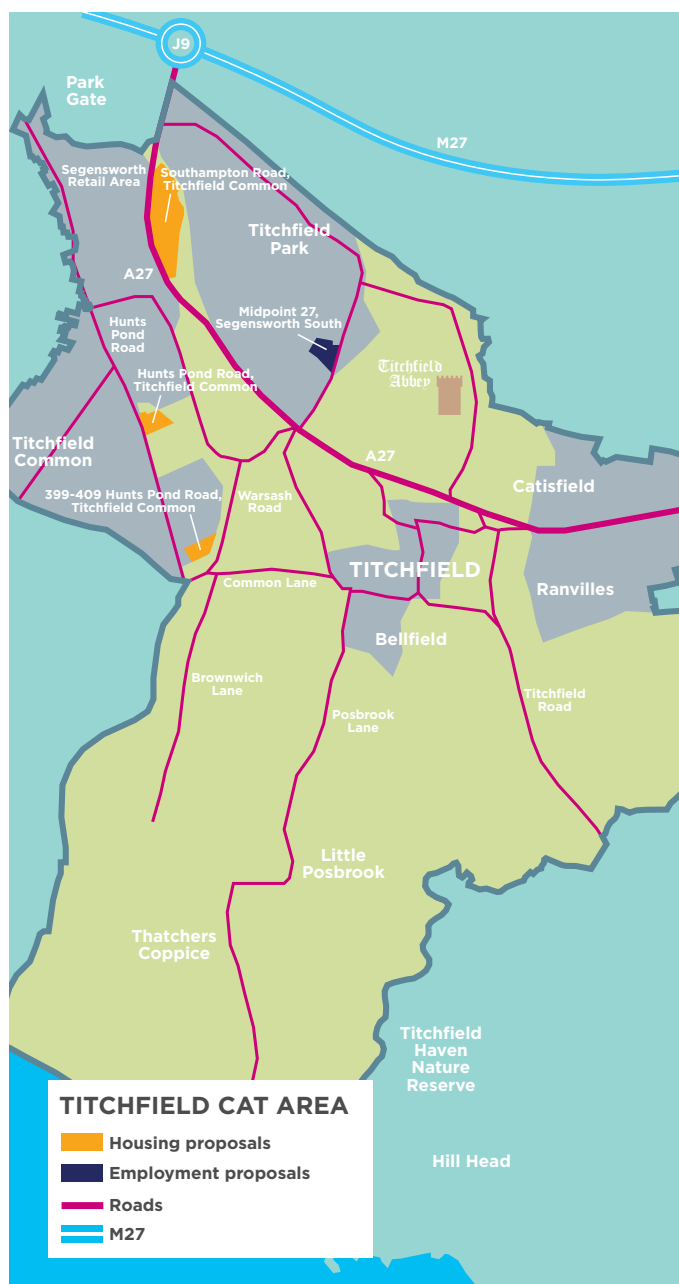 J9
Park
Gate
M27
Segensworth
Retail Area
Southampton Road,
Titchfield Common
Titchfield
Park
A27
Midpoint 27,
Segensworth South
Hunts
Pond
Road
Titchfield
Abbey
Hunts Pond Road,
Titchfield Common
Titchfield
Common
A27
Catisfield
399-409 Hunts Pond Road,
Titchfield Common
Warsash
Road
TITCHFIELD
Common Lane
Ranvilles
Bellfield
Brownwich
Lane
Posbrook
Lane
Titchfield
Road
Little
Posbrook
Thatchers
Coppice
Titchfield
Haven
Nature
Reserve
Hill Head
TITCHFIELD CAT AREA
Housing proposals
Employment proposals
Roads
M27